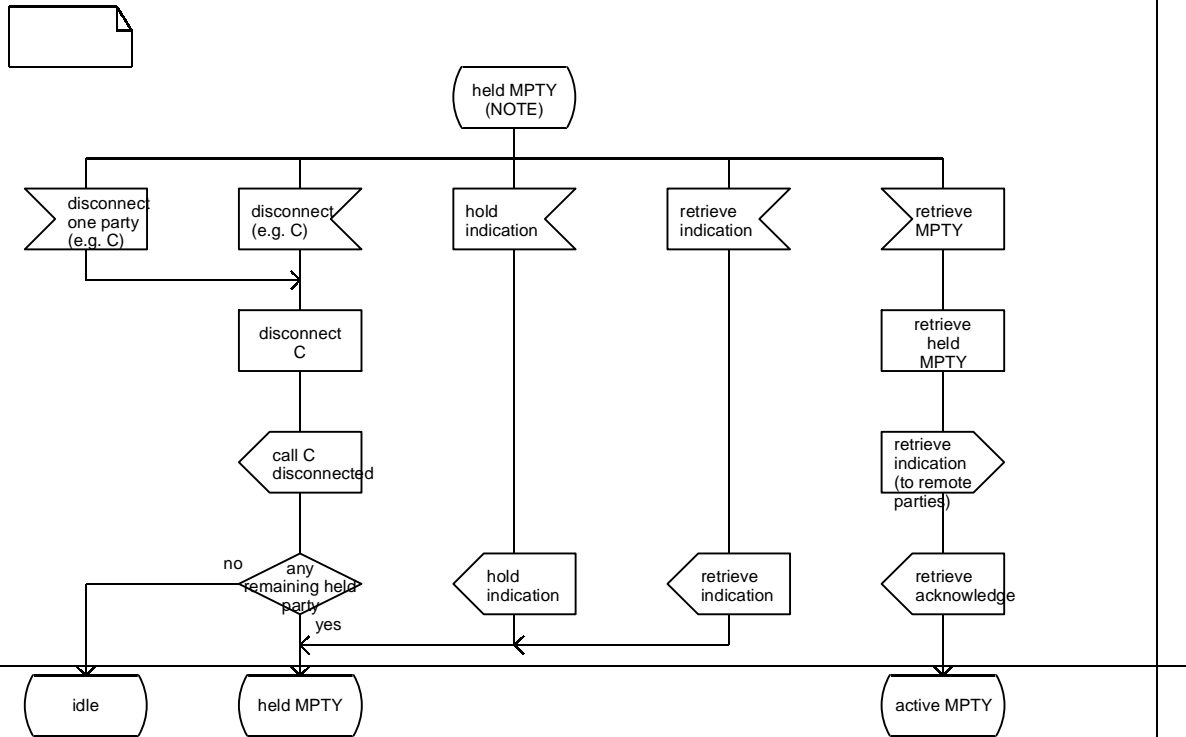 held MPTY
(NOTE)
disconnect
one party
(e.g. C)
disconnect
(e.g. C)
hold
indication
retrieve
indication
retrieve
MPTY
disconnect
C
retrieve
held
MPTY
call C
disconnected
retrieve
indication
(to remote
parties)
no
any
remaining held
party
yes
hold
indication
retrieve
indication
retrieve
acknowledge
idle
held MPTY
active MPTY